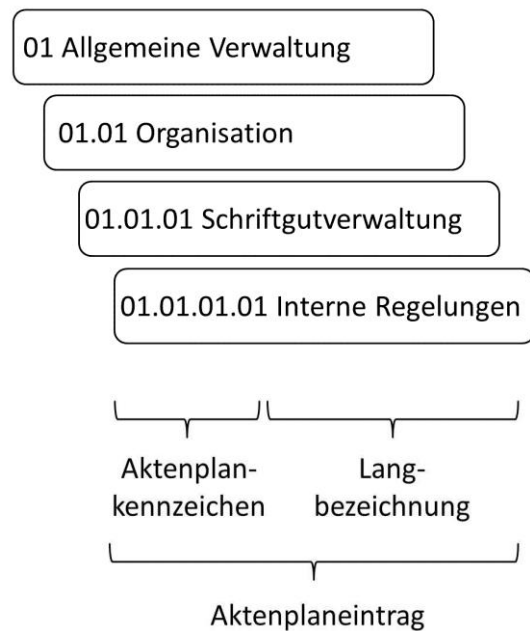 01 Allgemeine Verwaltung
01.01 Organisation
01.01.01 Schriftgutverwaltung
01.01.01.01 Interne Regelungen
Aktenplan-
kennzeichen
Lang-
bezeichnung
Aktenplaneintrag